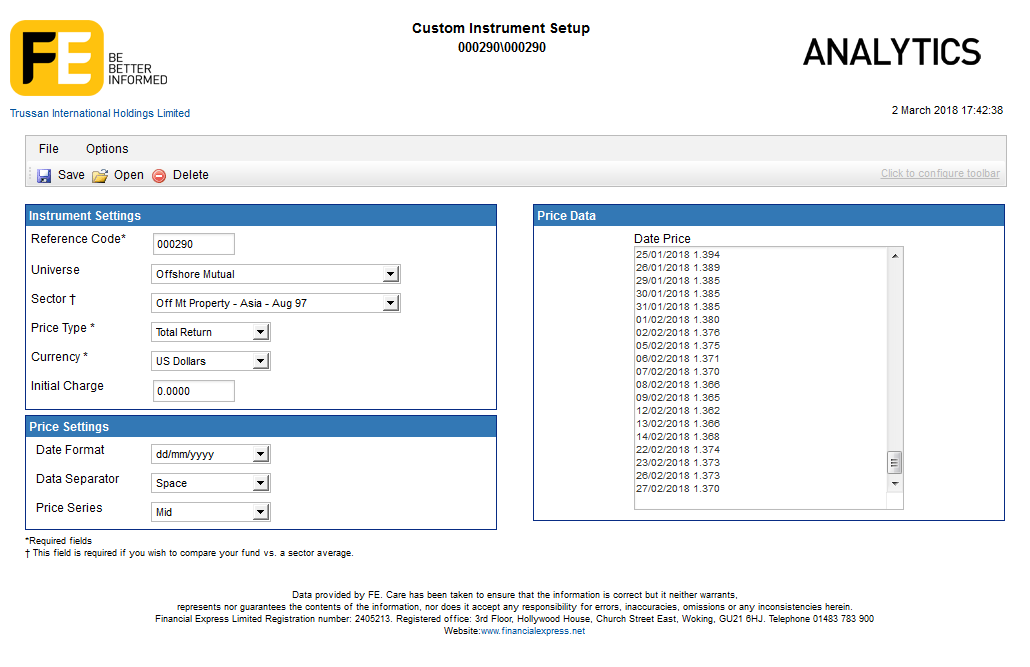 FE
BE
BETTER
INFORMED
Custom Instrument Setup
000290\000290
ANALYTICS
Trussan International Holdings Limited
2 March 2018 17:42:38
File Options
Save Open Delete
Click to configure toolbar
Instrument Settings
Reference Code* 000290
Universe Offshore Mutual
Sector † Off Mt Property - Asia - Aug 97
Price Type * Total Return
Currency * US Dollars
Initial Charge 0.0000
Price Settings
Date Format dd/mm/yyyy
Data Separator Space
Price Series Mid
Price Data
Date Price
25/01/2018 1.394
26/01/2018 1.389
29/01/2018 1.385
30/01/2018 1.385
31/01/2018 1.385
01/02/2018 1.380
02/02/2018 1.376
05/02/2018 1.375
06/02/2018 1.371
07/02/2018 1.370
08/02/2018 1.366
09/02/2018 1.365
12/02/2018 1.362
13/02/2018 1.366
14/02/2018 1.368
22/02/2018 1.374
23/02/2018 1.373
26/02/2018 1.373
27/02/2018 1.370
*Required fields
† This field is required if you wish to compare your fund vs. a sector average.
Data provided by FE. Care has been taken to ensure that the information is correct but it neither warrants,
represents nor guarantees the contents of the information, nor does it accept any responsibility for errors, inaccuracies, omissions or any inconsistencies herein.
Financial Express Limited Registration number: 2405213. Registered office: 3rd Floor, Hollywood House, Church Street East, Woking, GU21 6HJ. Telephone 01483 783 900
Website:www.financialexpress.net